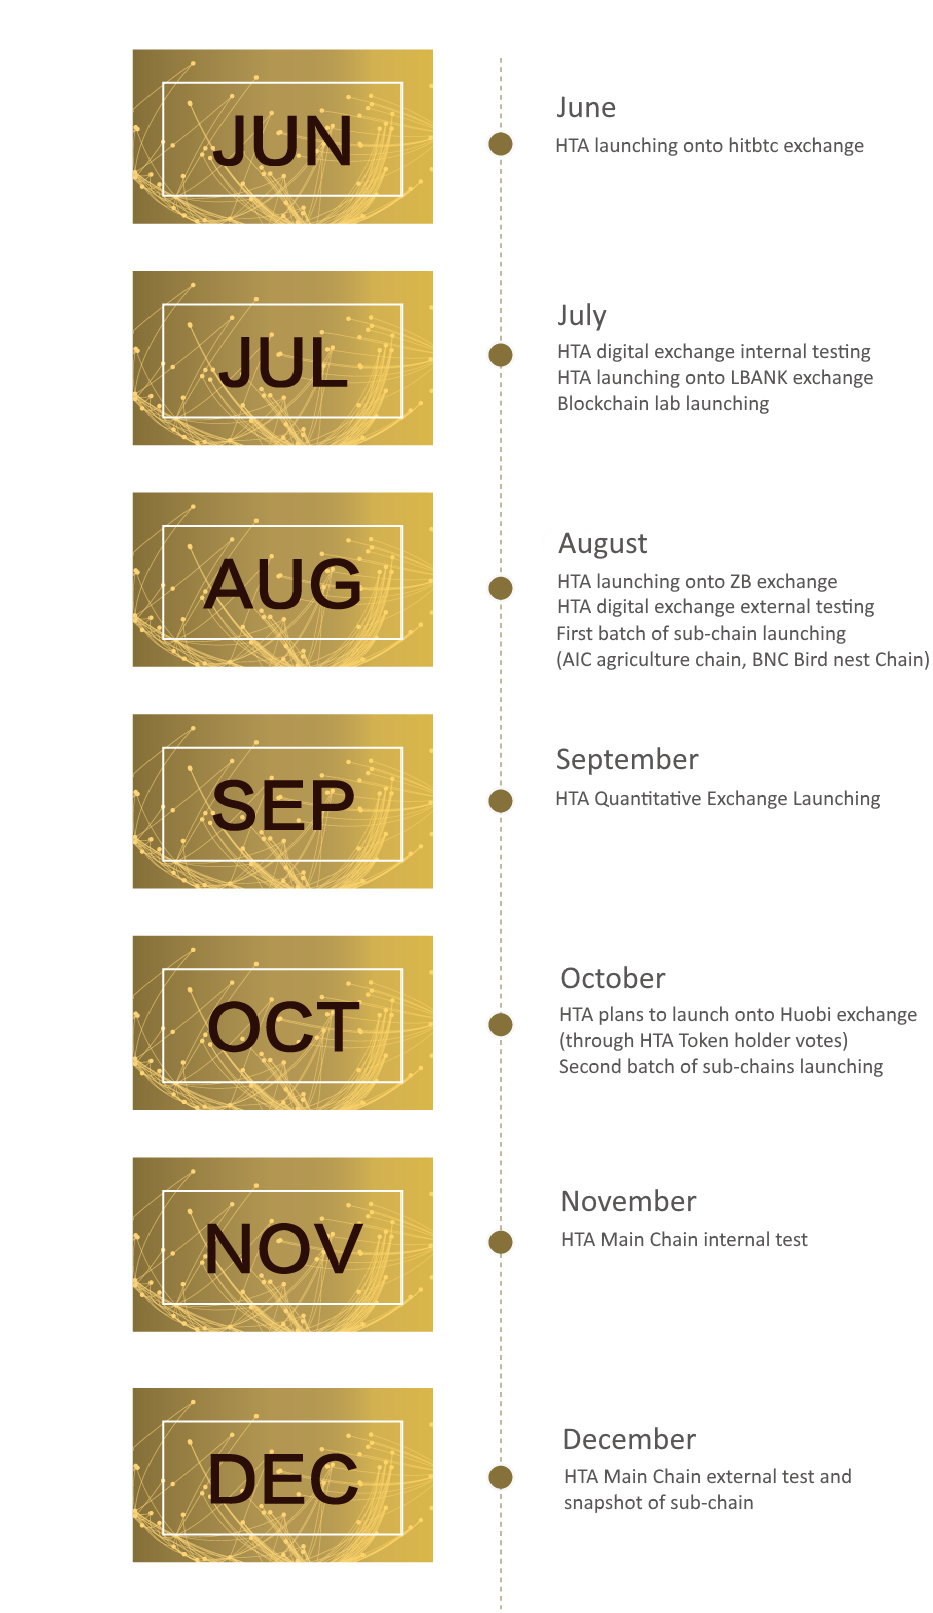 JUN
June
HTA launching onto hitbtc exchange
JUL
July
HTA digital exchange internal testing
HTA launching onto LBANK exchange
Blockchain lab launching
AUG
August
HTA launching onto ZB exchange
HTA digital exchange external testing
First batch of sub-chain launching
(AIC agriculture chain, BNC Bird nest Chain)
SEP
September
HTA Quantitative Exchange Launching
OCT
October
HTA plans to launch onto Huobi exchange
(through HTA Token holder votes)
Second batch of sub-chains launching
NOV
November
HTA Main Chain internal test
DEC
December
HTA Main Chain external test and
snapshot of sub-chain